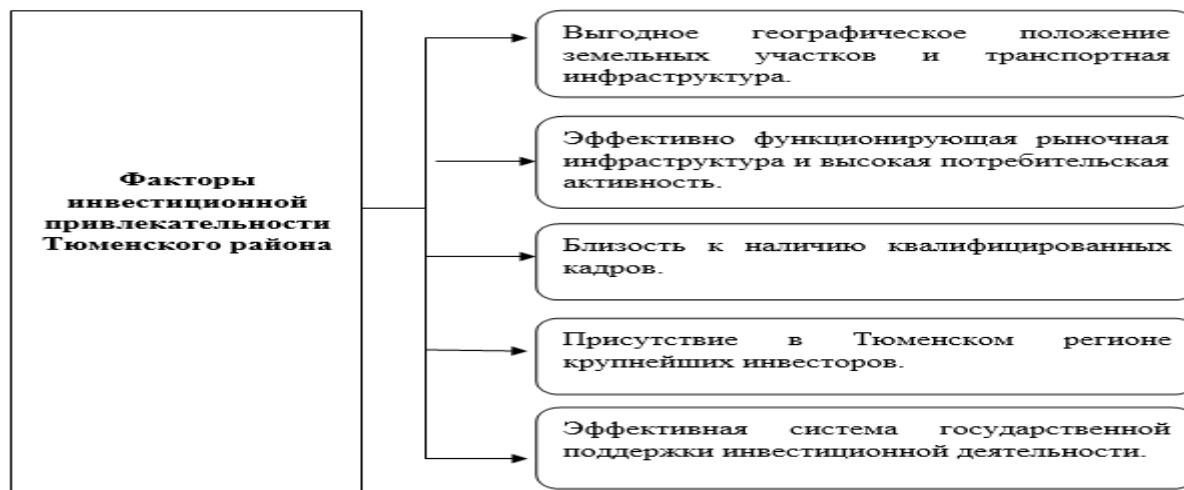 Факторы
инвестиционной
привлекательности
Тюменского района
Выгодное географическое положение
земельных участков и транспортная
инфраструктура.
Эффективно функционирующая рыночная
инфраструктура и высокая потребительская
активность.
Близость к наличию квалифицированных
кадров.
Присутствие в Тюменском регионе
крупнейших инвесторов.
Эффективная система государственной
поддержки инвестиционной деятельности.